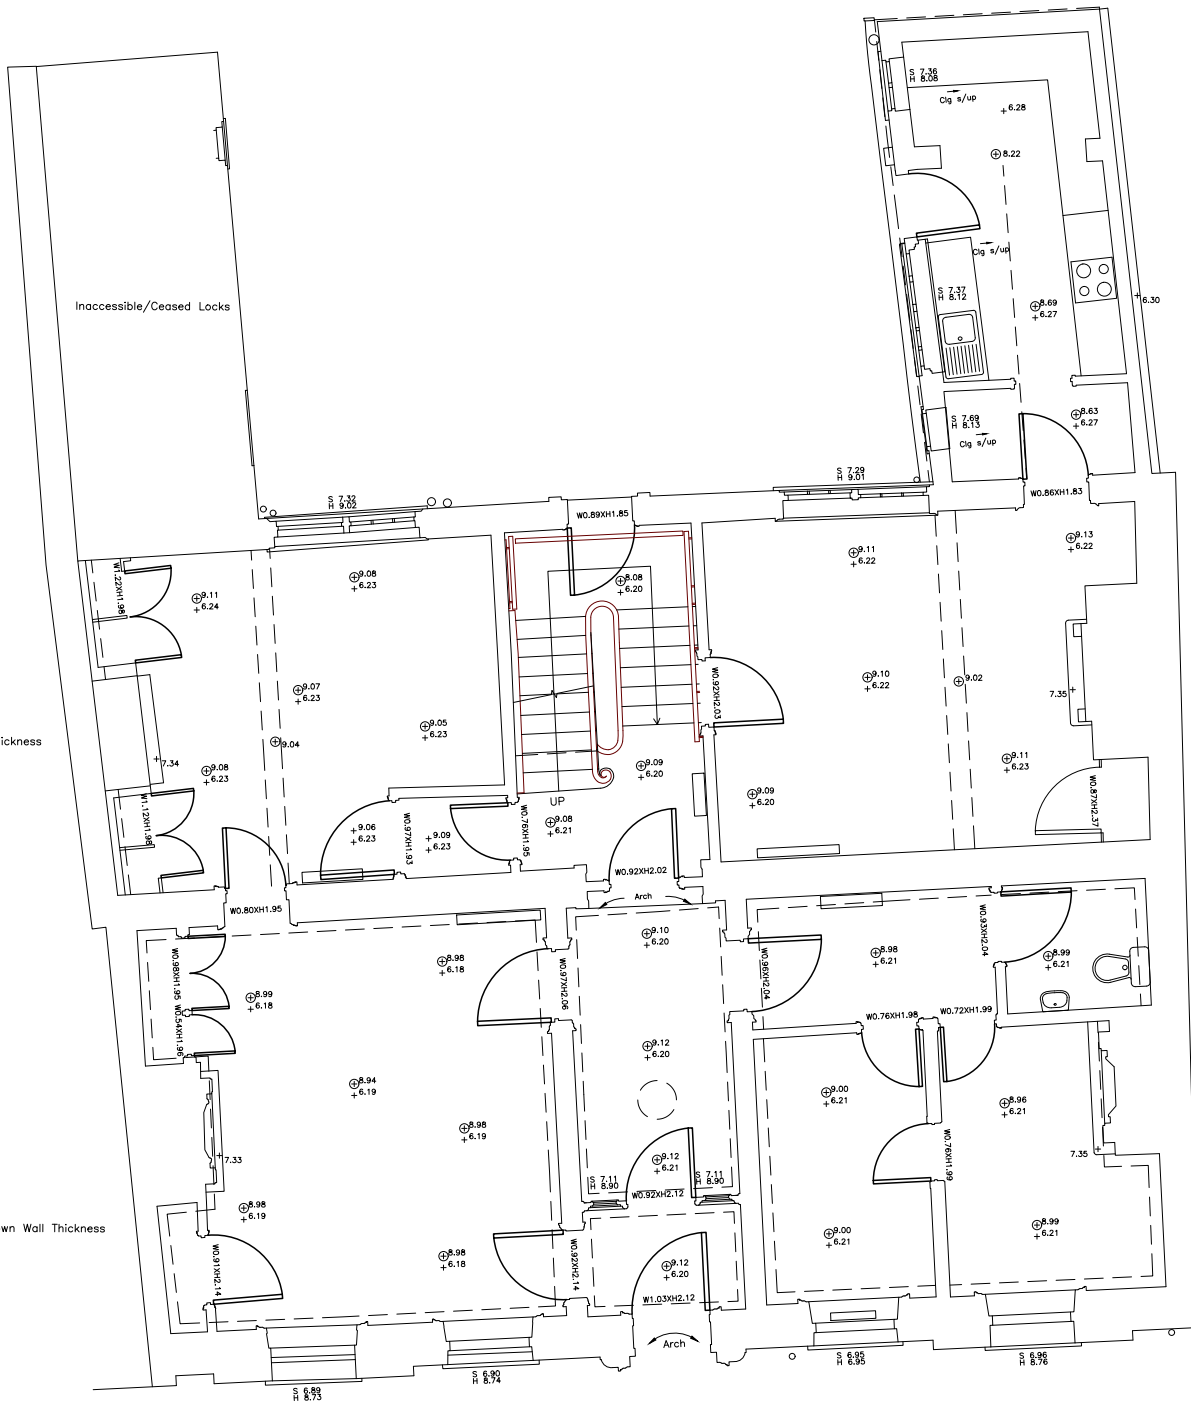 S 7.36
H 8.08
Clg s/up
6.28
8.22
Clg s/up
S 7.37
H 8.12
6.30
8.69
6.27
Inaccessible/Ceased Locks
S 7.69
H 8.13
Clg s/up
8.63
6.27
S 7.29
H 9.01
W0.86XH1.83
S 7.32
H 9.02
W0.89XH1.85
9.13
6.22
9.11
6.22
9.08
6.23
8.08
6.20
W1.22XH1.98
9.11
6.24
9.10
6.22
9.02
W0.92XH2.03
7.35
9.07
6.23
9.05
6.23
9.04
ickness
7.34
9.08
6.23
9.09
6.20
9.11
6.23
9.09
6.20
W0.87XH2.37
UP
W1.12XH1.98
9.06
6.23
W0.97XH1.93
9.09
6.23
W0.76XH1.95
9.08
6.21
W0.92XH2.02
Arch
W0.80XH1.95
9.10
6.20
W0.93XH2.04
8.98
6.21
8.99
6.21
W0.98XH1.95
8.98
6.18
W0.97XH2.06
W0.96XH2.04
8.99
6.18
W0.54XH1.96
W0.76XH1.98
W0.72XH1.99
9.12
6.20
8.94
6.19
9.00
6.21
8.96
6.21
8.98
6.19
W0.76XH1.99
7.35
7.33
9.12
6.21
S 7.11
H 8.90
S 7.11
H 8.90
W0.92XH2.12
8.98
6.19
wn Wall Thickness
9.00
6.21
8.99
6.21
8.98
6.18
W0.92XH2.14
W0.91XH2.14
9.12
6.20
W1.03XH2.12
Arch
S 6.95
H 6.95
S 6.96
H 8.76
S 6.90
H 8.74
S 6.89
H 8.73